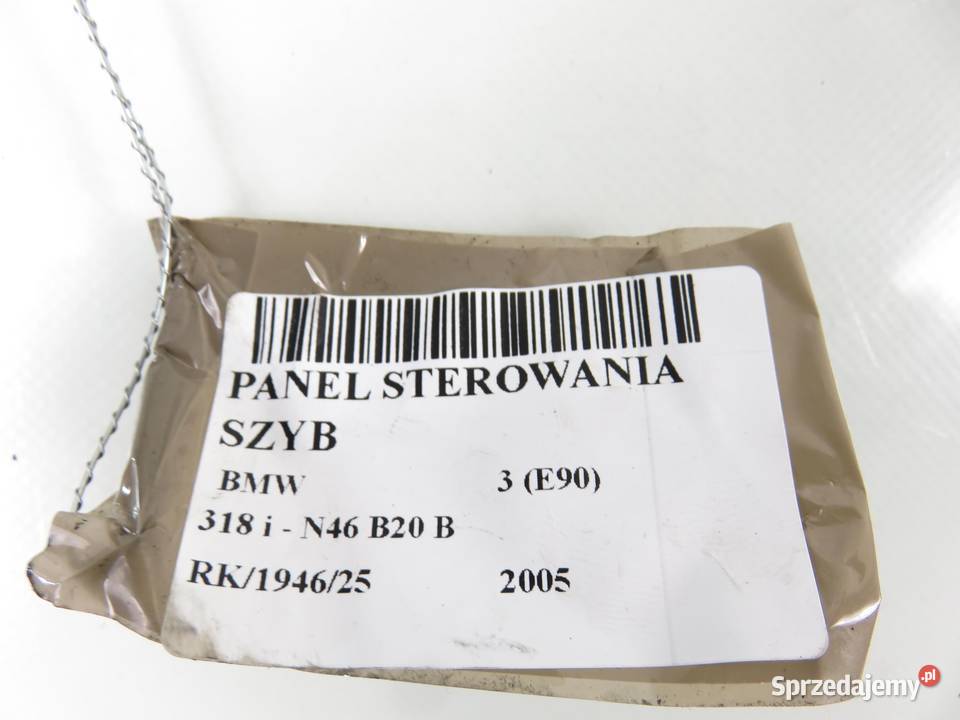 PANEL STEROWANIA
SZYB
BMW 3 (E90)
318 i - N46 B20 B
RK/1946/25 2005
Sprzedajemy.pl